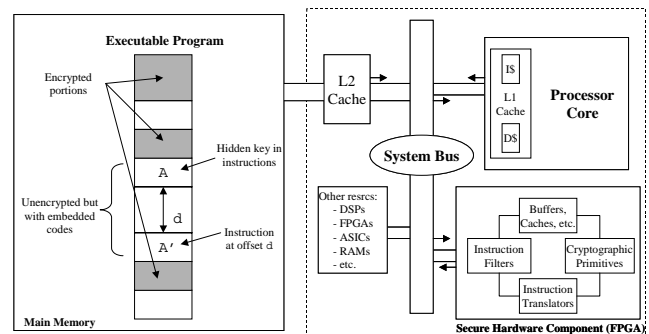 Executable Program
Encrypted
portions
Hidden key in
instructions
A
Unencrypted but
with embedded
codes
d
Instruction
at offset d
A'
Main Memory
L2
Cache
System Bus
I$
L1
Cache
D$
Processor
Core
Other resrcs:
- DSPs
- FPGAs
- ASICs
- RAMs
- etc.
Buffers,
Caches, etc.
Instruction
Filters
Cryptographic
Primitives
Instruction
Translators
Secure Hardware Component (FPGA)